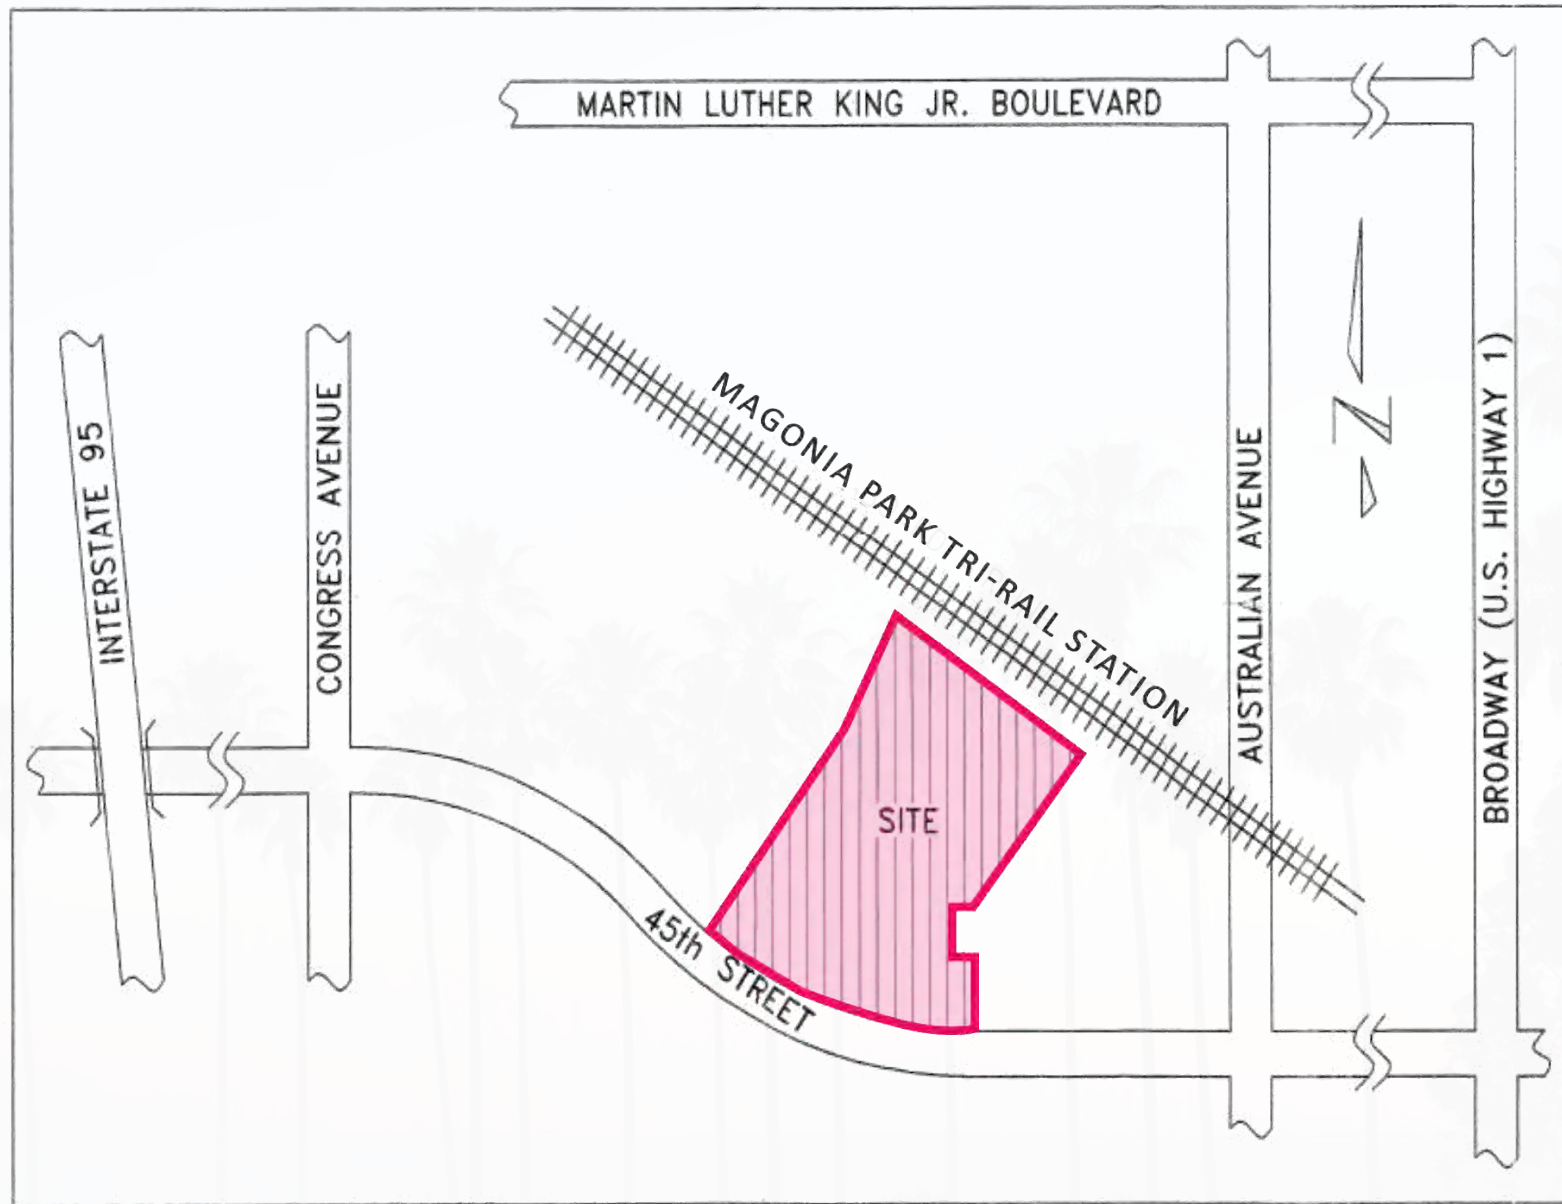 MARTIN LUTHER KING JR. BOULEVARD
INTERSTATE 95
CONGRESS AVENUE
MAGONIA PARK TRI-RAIL STATION
AUSTRALIAN AVENUE
N
BROADWAY (U.S. HIGHWAY 1)
SITE
45th STREET